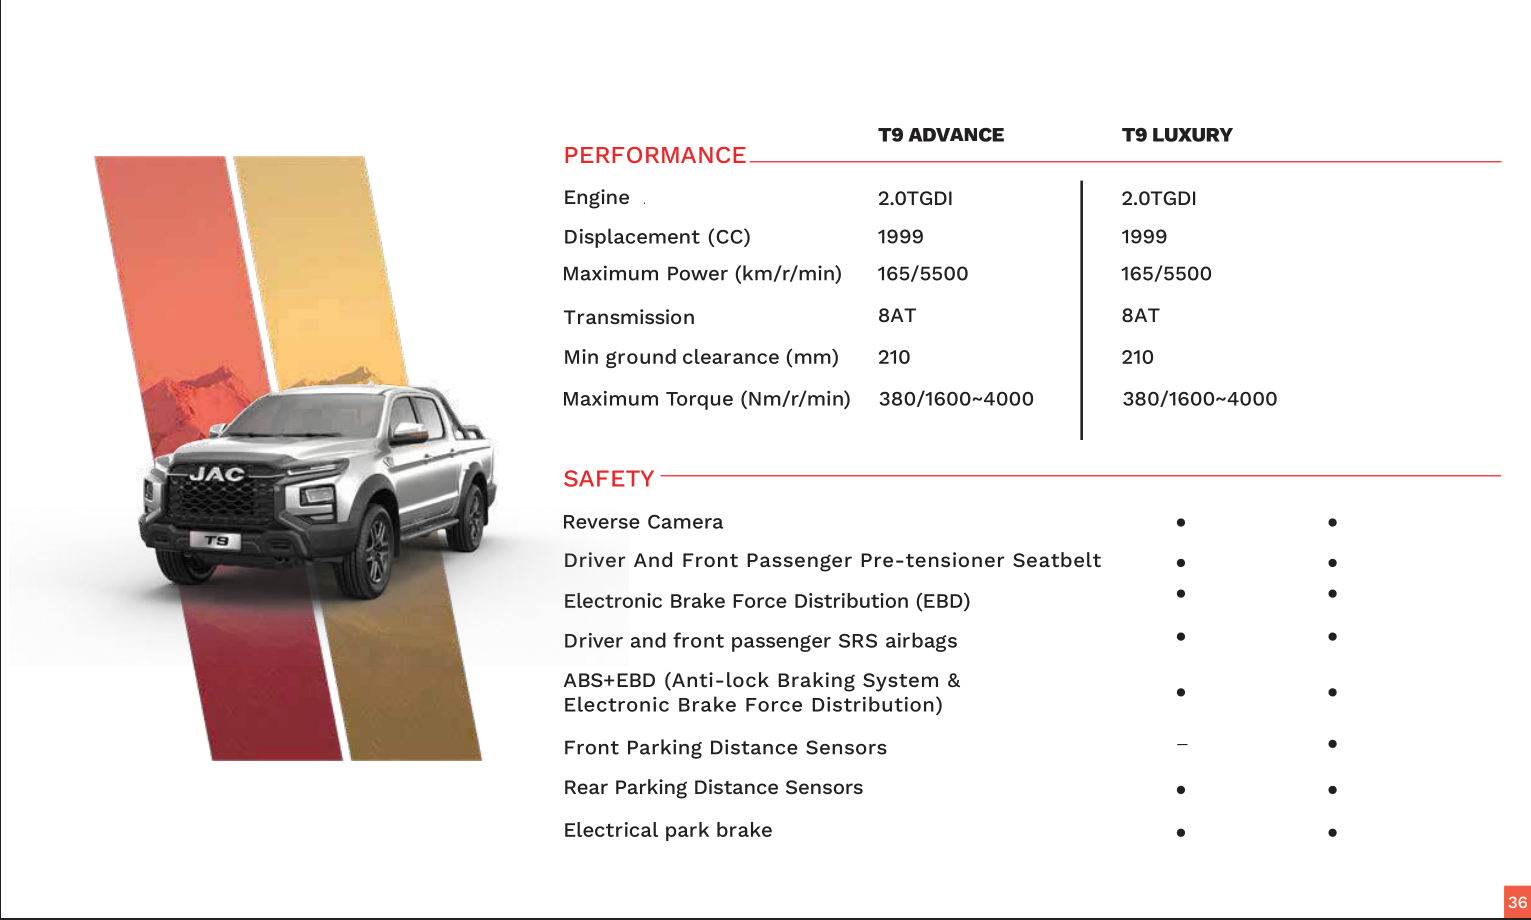 T9 ADVANCE T9 LUXURY
PERFORMANCE
Engine . 2.0TGDI 2.0TGDI
Displacement (CC) 1999 1999
Maximum Power (km/r/min) 165/5500 165/5500
Transmission 8AT 8AT
Min ground clearance (mm) 210 210
Maximum Torque (Nm/r/min) 380/1600~4000 380/1600~4000
JAC
T9
SAFETY
Reverse Camera ● ●
Driver And Front Passenger Pre-tensioner Seatbelt ● ●
Electronic Brake Force Distribution (EBD) ● ●
Driver and front passenger SRS airbags ● ●
ABS+EBD (Anti-lock Braking System &
Electronic Brake Force Distribution) ● ●
Front Parking Distance Sensors – ●
Rear Parking Distance Sensors ● ●
Electrical park brake ● ●
36